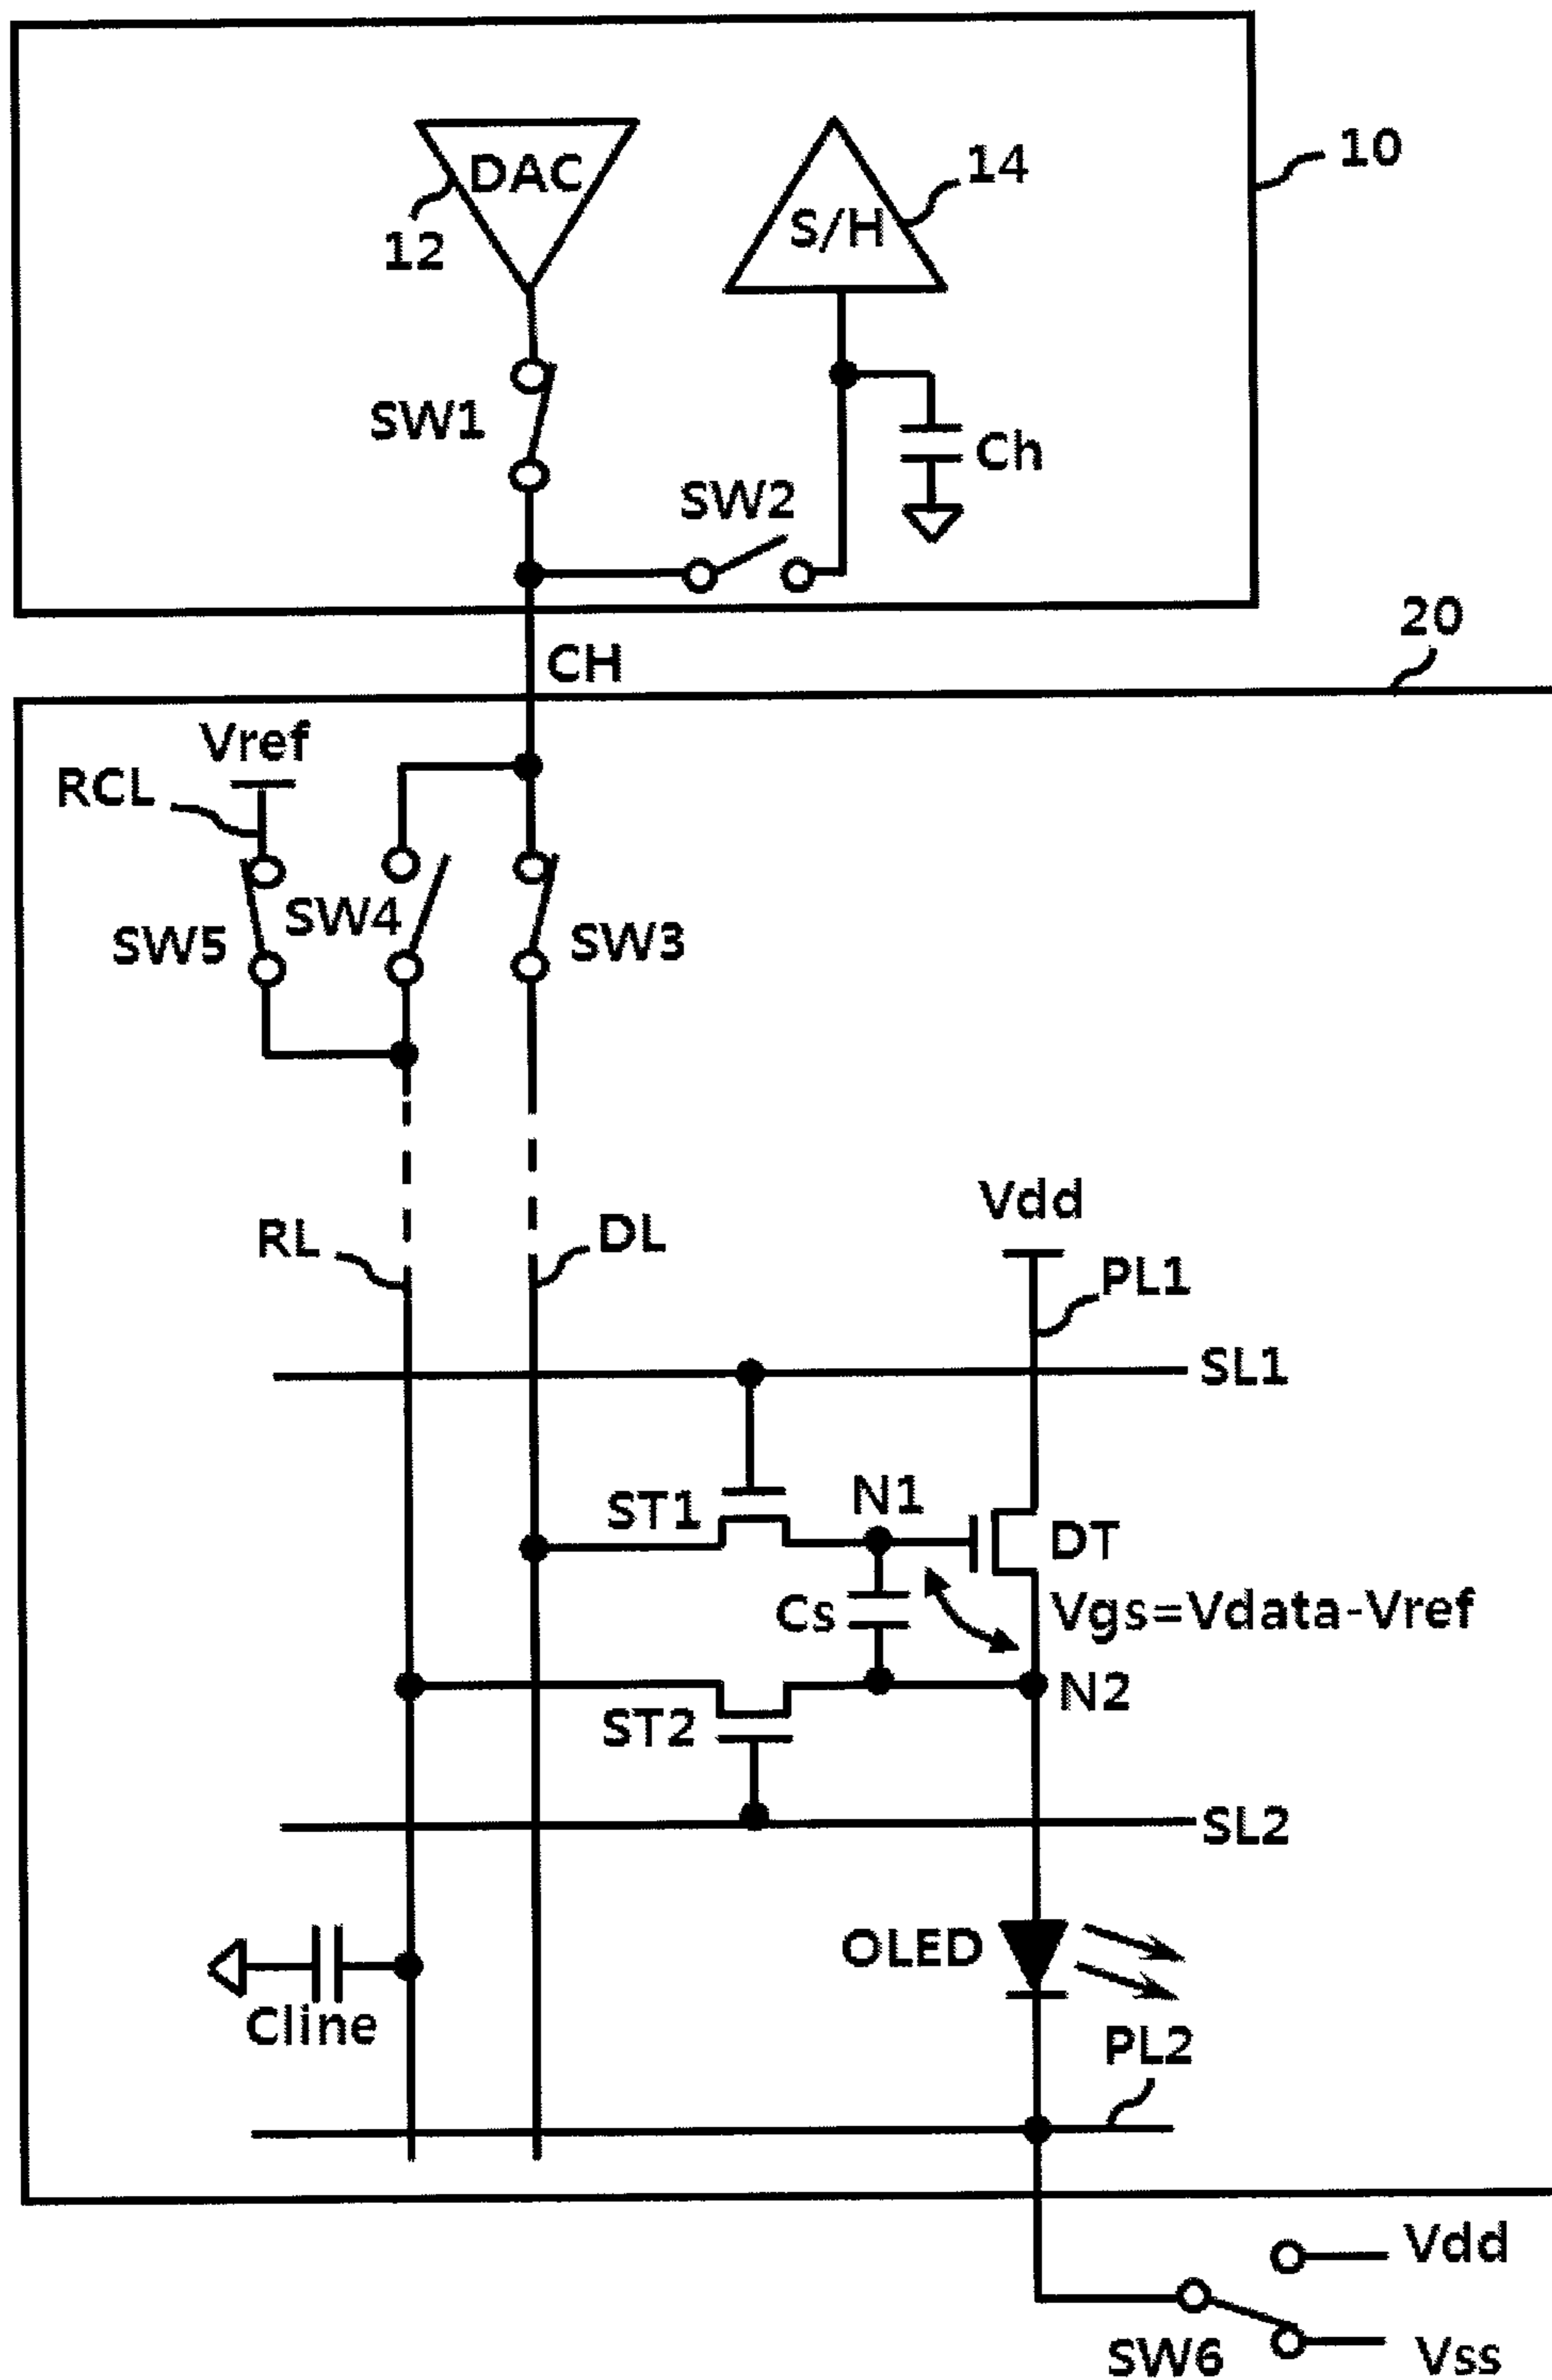 10
DAC
14
S/H
12
SW1
Ch
SW2
20
CH
Vref
RCL
SW4
SW5
SW3
Vdd
RL
DL
PL1
SL1
N1
ST1
DT
Cs
Vgs=Vdata-Vref
N2
ST2
SL2
OLED
Cline
PL2
Vdd
SW6
Vss